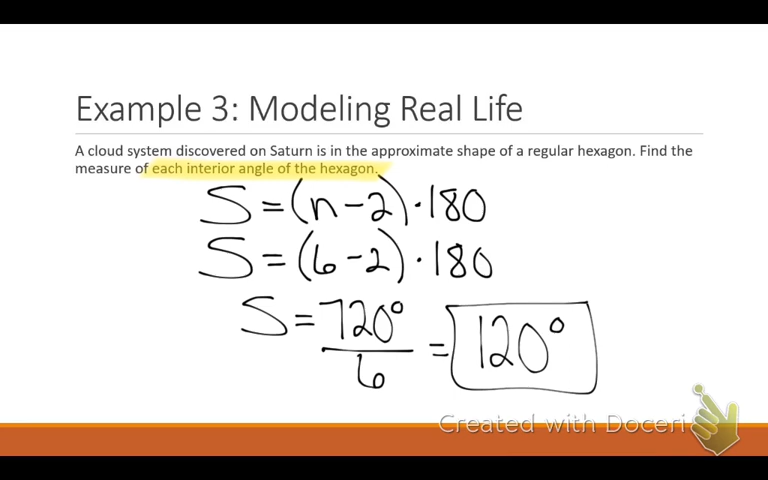 Example 3: Modeling Real Life
A cloud system discovered on Saturn is in the approximate shape of a regular hexagon. Find the
measure of each interior angle of the hexagon.
S = (n - 2) · 180
S = (6 - 2) · 180
S = 720° / 6 = 120°
Created with Doceri